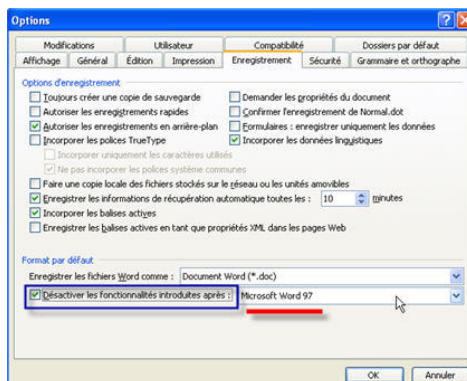 Options
Modifications Utilisateur Compatibilité Dossiers par défaut
Affichage Général Édition Impression Enregistrement Sécurité Grammaire et orthographe
Options d'enregistrement
Toujours créer une copie de sauvegarde
Autoriser les enregistrements rapides
Autoriser les enregistrements en arrière-plan
Incorporer les polices TrueType
Incorporer uniquement les caractères utilisés
Ne pas incorporer les polices système communes
Demander les propriétés du document
Confirmer l'enregistrement de Normal.dot
Formulaires : enregistrer uniquement les données
Incorporer les données linguistiques
Faire une copie locale des fichiers stockés sur le réseau ou les unités amovibles
Enregistrer les informations de récupération automatique toutes les : 10 minutes
Incorporer les balises actives
Enregistrer les balises actives en tant que propriétés XML dans les pages Web
Format par défaut
Enregistrer les fichiers Word comme : Document Word (*.doc)
Désactiver les fonctionnalités introduites après : Microsoft Word 97
OK Annuler